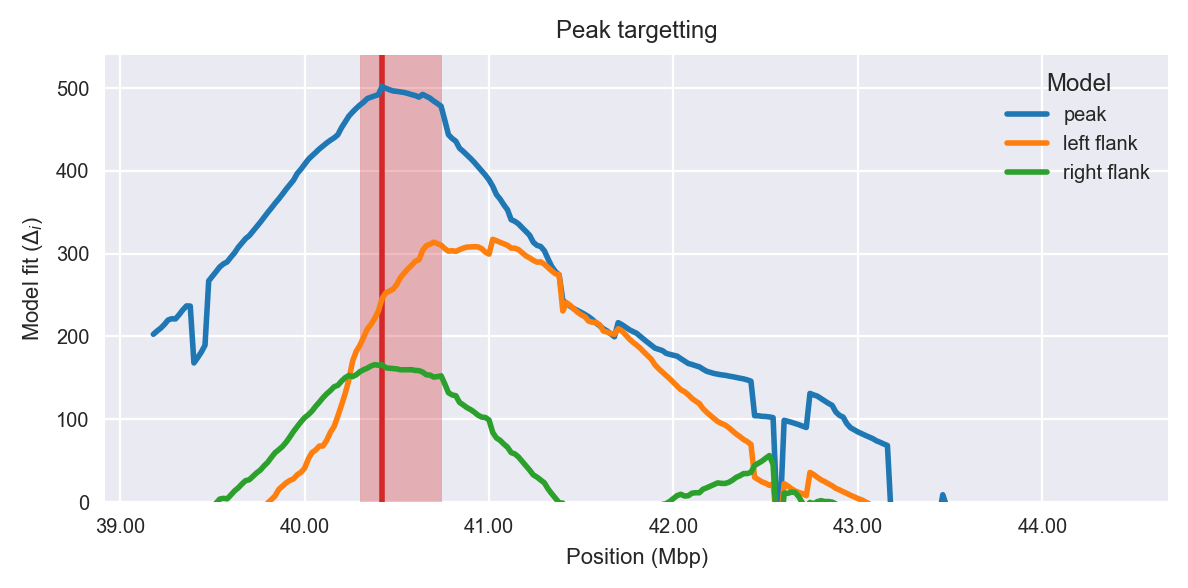 Peak targetting
Model
peak
left flank
right flank
Model fit (Δi)
500
400
300
200
100
0
39.00 40.00 41.00 42.00 43.00 44.00
Position (Mbp)